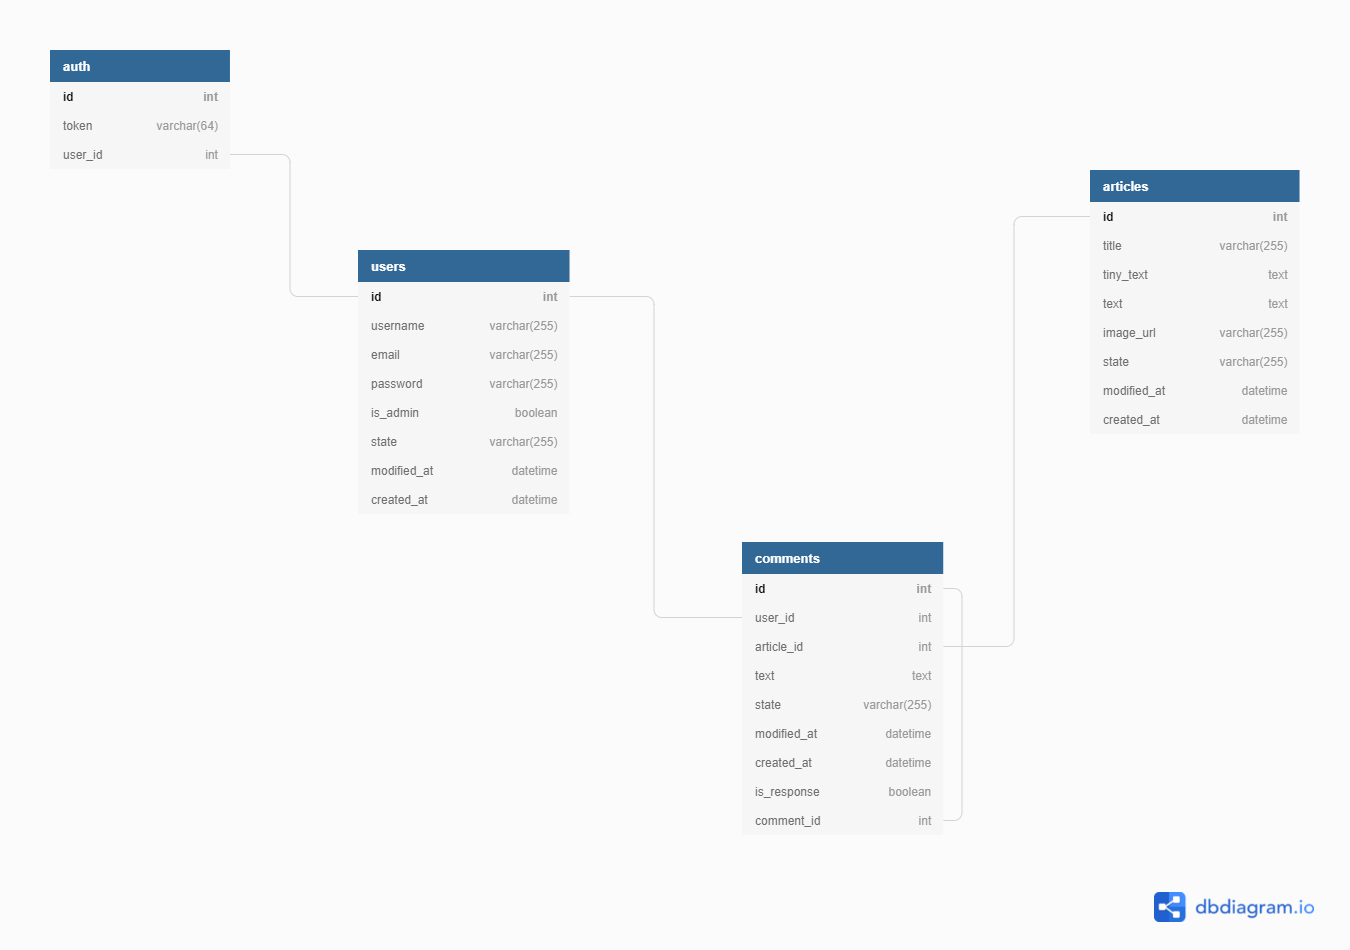 auth
id int
token varchar(64)
user_id int
users
id int
username varchar(255)
email varchar(255)
password varchar(255)
is_admin boolean
state varchar(255)
modified_at datetime
created_at datetime
articles
id int
title varchar(255)
tiny_text text
text text
image_url varchar(255)
state varchar(255)
modified_at datetime
created_at datetime
comments
id int
user_id int
article_id int
text text
state varchar(255)
modified_at datetime
created_at datetime
is_response boolean
comment_id int
dbdiagram.io